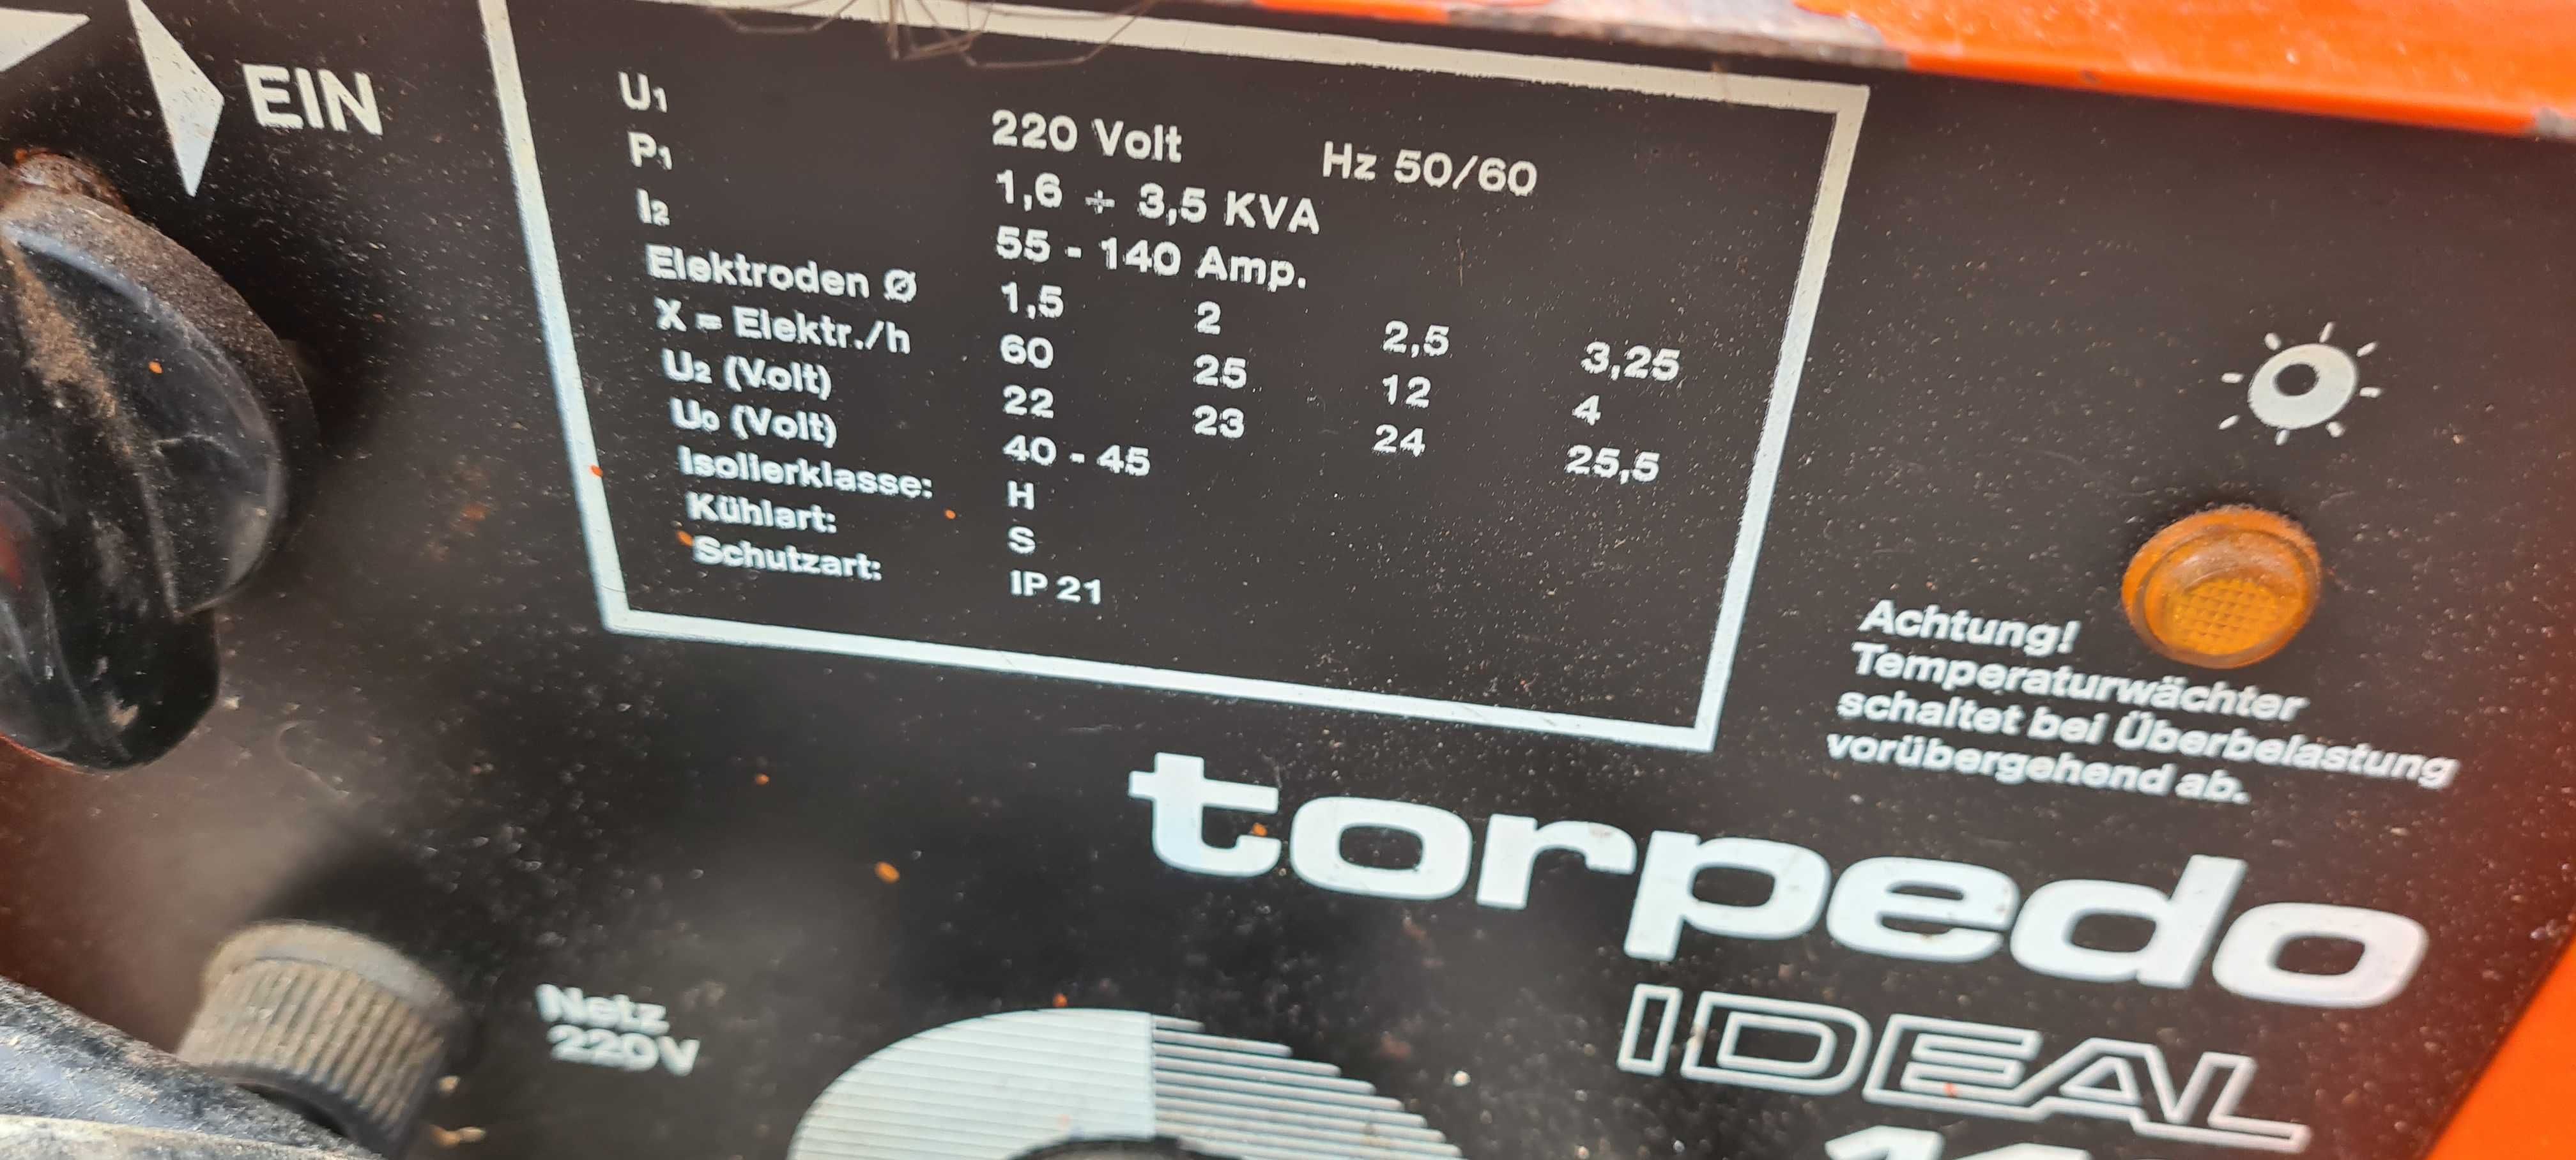 EIN
U1 220 Volt Hz 50/60
P1 1,6 ÷ 3,5 KVA
I2 55 - 140 Amp.
Elektroden Ø 1,5 2 2,5 3,25
X = Elektr./h 60 25 12 4
U2 (Volt) 22 23 24 25,5
U0 (Volt) 40 - 45
Isolierklasse: H
Kühlart: S
Schutzart: IP 21
Achtung!
Temperaturwächter
schaltet bei Überbelastung
vorübergehend ab.
torpedo
IDEAL
Netz
220V